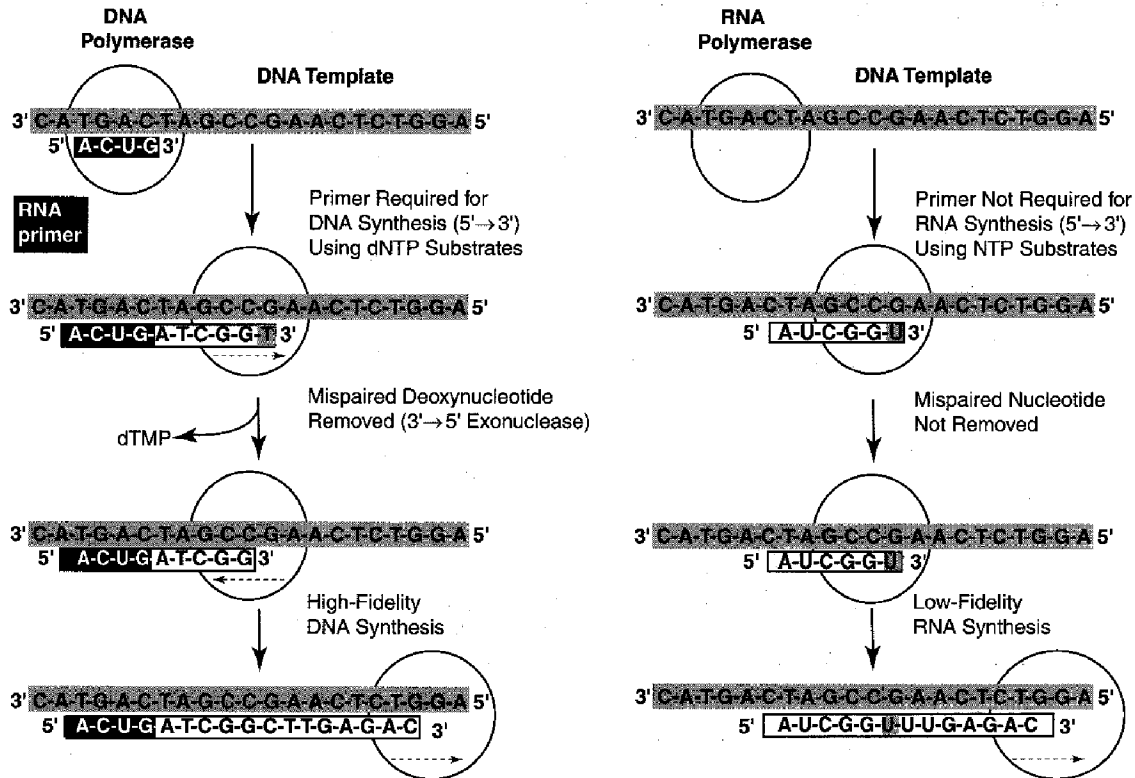 DNA
Polymerase
DNA Template
3' C-A-T-G-A-C-T-A-G-C-C-G-A-A-C-T-C-T-G-G-A 5'
5' A-C-U-G 3'
RNA
primer
Primer Required for
DNA Synthesis (5'→3')
Using dNTP Substrates
3' C-A-T-G-A-C-T-A-G-C-C-G-A-A-C-T-C-T-G-G-A 5'
5' A-C-U-G-A-T-C-G-G-T 3'
Mispaired Deoxynucleotide
Removed (3'→5' Exonuclease)
dTMP
3' C-A-T-G-A-C-T-A-G-C-C-G-A-A-C-T-C-T-G-G-A 5'
5' A-C-U-G-A-T-C-G-G 3'
High-Fidelity
DNA Synthesis
3' C-A-T-G-A-C-T-A-G-C-C-G-A-A-C-T-C-T-G-G-A 5'
5' A-C-U-G-A-T-C-G-G-C-T-T-G-A-G-A-C 3'
RNA
Polymerase
DNA Template
3' C-A-T-G-A-C-T-A-G-C-C-G-A-A-C-T-C-T-G-G-A 5'
Primer Not Required for
RNA Synthesis (5'→3')
Using NTP Substrates
3' C-A-T-G-A-C-T-A-G-C-C-G-A-A-C-T-C-T-G-G-A 5'
5' A-U-C-G-G-U 3'
Mispaired Nucleotide
Not Removed
3' C-A-T-G-A-C-T-A-G-C-C-G-A-A-C-T-C-T-G-G-A 5'
5' A-U-C-G-G-U 3'
Low-Fidelity
RNA Synthesis
3' C-A-T-G-A-C-T-A-G-C-C-G-A-A-C-T-C-T-G-G-A 5'
5' A-U-C-G-G-U-U-U-G-A-G-A-C 3'